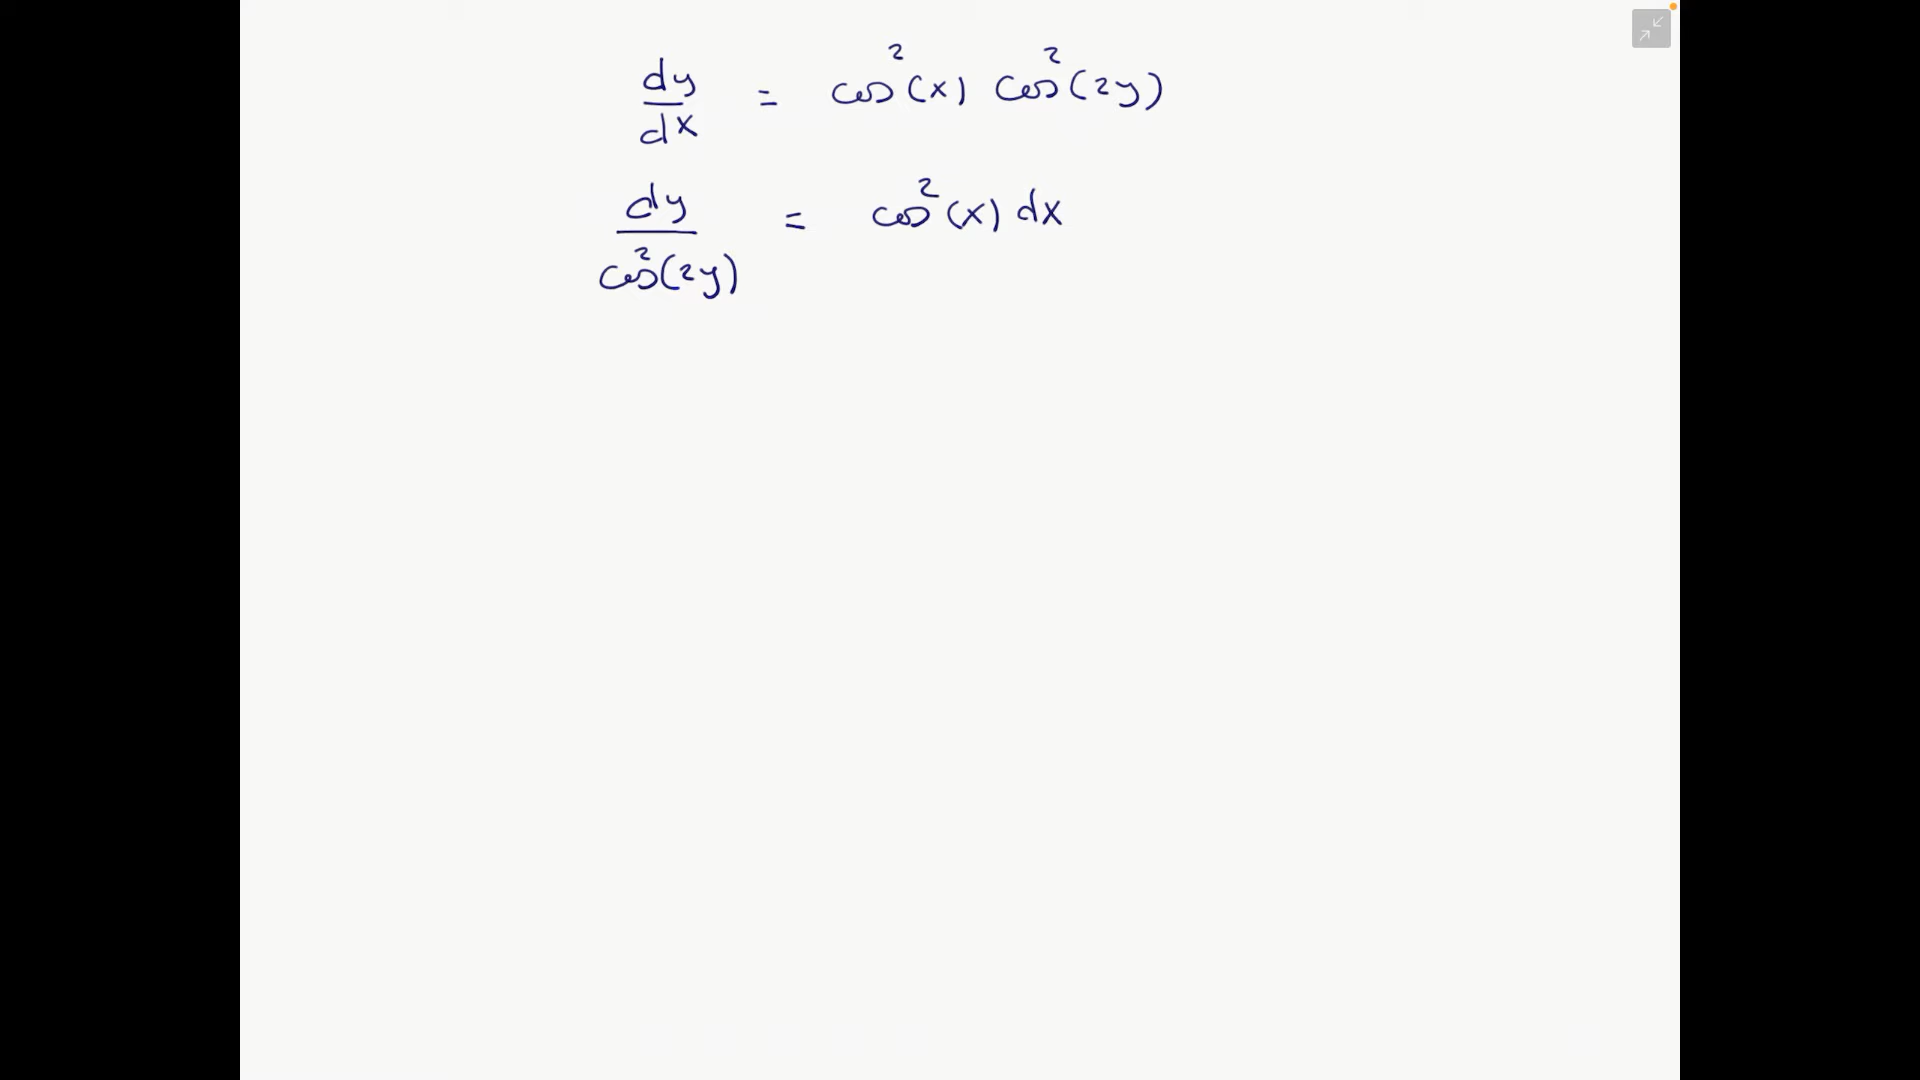 dy/dx = cos²(x) cos²(2y)
dy/cos²(2y) = cos²(x) dx